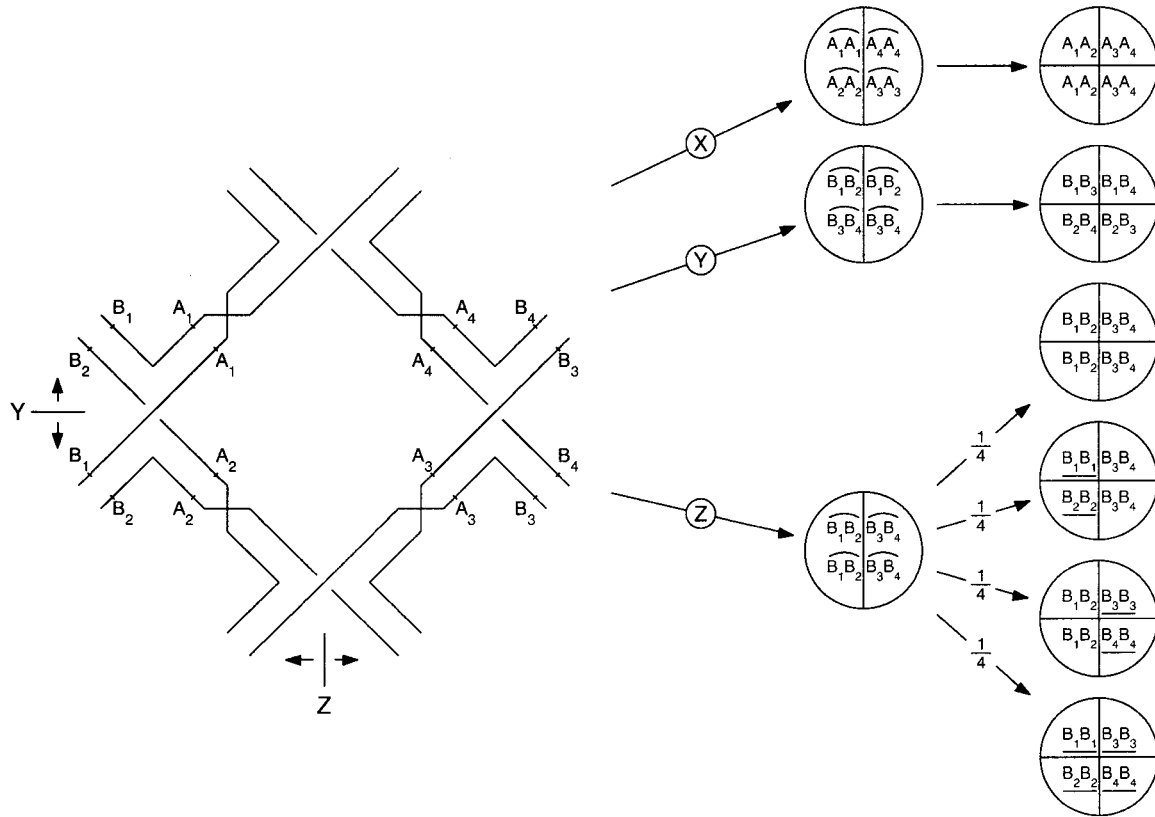 B₁
A₁
B₂
A₁
Y
B₁
A₂
B₂
A₂
A₄
B₄
A₄
B₃
A₃
B₄
A₃
B₃
Z
X
Y
Z
A₁A₁ A₄A₄
A₂A₂ A₃A₃
A₁A₂ A₃A₄
A₁A₂ A₃A₄
B₁B₂ B₁B₂
B₃B₄ B₃B₄
B₁B₃ B₁B₄
B₂B₄ B₂B₃
B₁B₂ B₃B₄
B₁B₂ B₃B₄
1/4
1/4
1/4
1/4
B₁B₂ B₃B₄
B₁B₂ B₃B₄
B₁B₁ B₃B₄
B₂B₂ B₃B₄
B₁B₂ B₃B₃
B₁B₂ B₄B₄
B₁B₁ B₃B₃
B₂B₂ B₄B₄